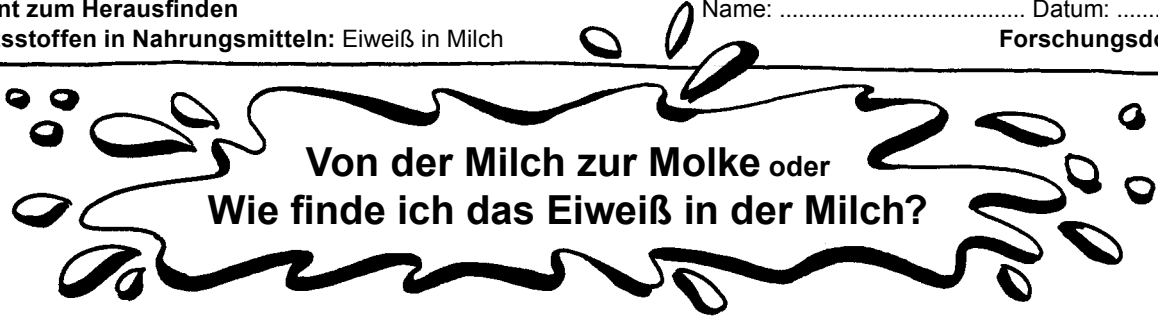 nt zum Herausfinden
Name: .................................... Datum: ........
sstoffen in Nahrungsmitteln: Eiweiß in Milch
Forschungsdo
Von der Milch zur Molke oder
Wie finde ich das Eiweiß in der Milch?